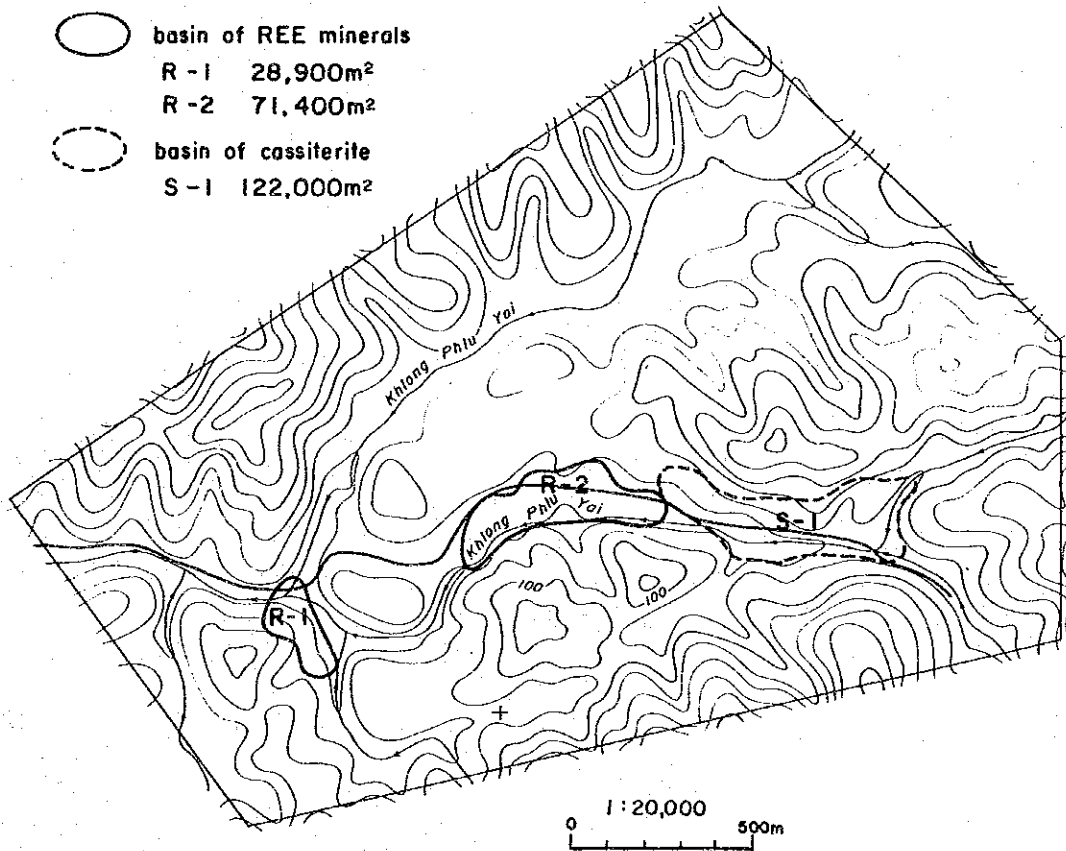 basin of REE minerals
R-1 28,900m²
R-2 71,400m²
basin of cassiterite
S-1 122,000m²
Khlong Phlu Yai
R-2
Khlong Phlu Yai
S-1
100
100
R-1
1:20,000
0 500m